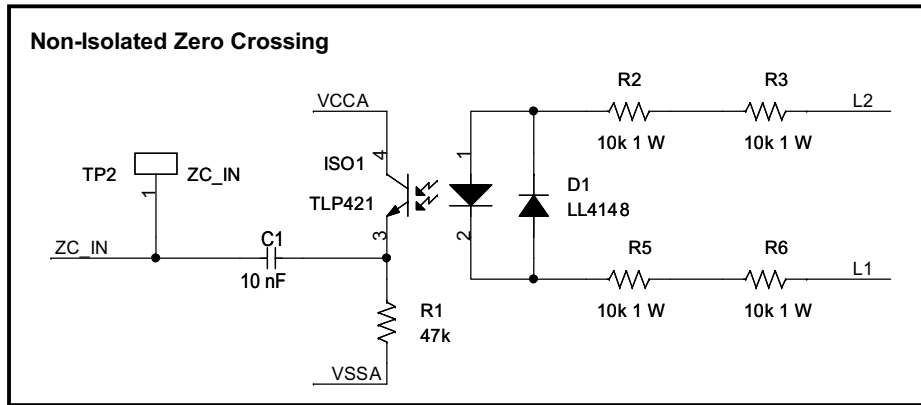 Non-Isolated Zero Crossing
R2
R3
VCCA
L2
10k 1 W
10k 1 W
4
1
ISO1
TP2
1
ZC_IN
D1
TLP421
LL4148
3
2
ZC_IN
C1
R5
R6
L1
10 nF
10k 1 W
10k 1 W
R1
47k
VSSA